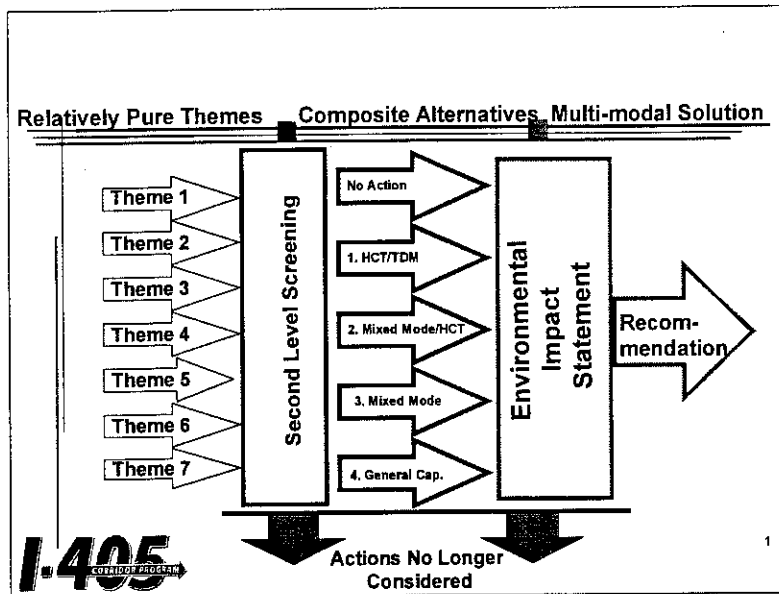 Relatively Pure Themes
Composite Alternatives
Multi-modal Solution
Theme 1
Theme 2
Theme 3
Theme 4
Theme 5
Theme 6
Theme 7
Second Level Screening
No Action
1. HCT/TDM
2. Mixed Mode/HCT
3. Mixed Mode
4. General Cap.
Environmental
Impact
Statement
Recom-
mendation
Actions No Longer
Considered
I-405
CORRIDOR PROGRAM
1